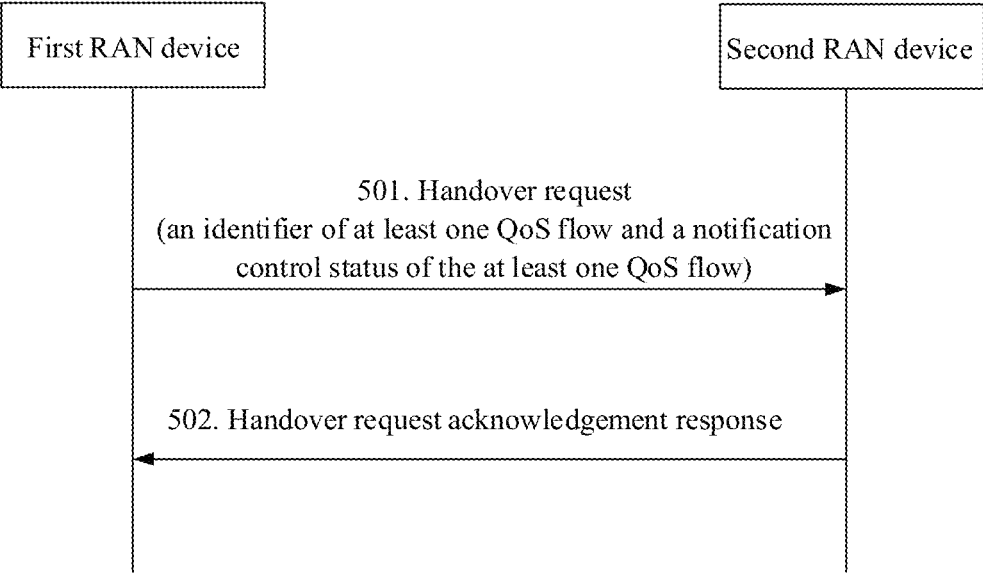 First RAN device
Second RAN device
501. Handover request
(an identifier of at least one QoS flow and a notification
control status of the at least one QoS flow)
502. Handover request acknowledgement response